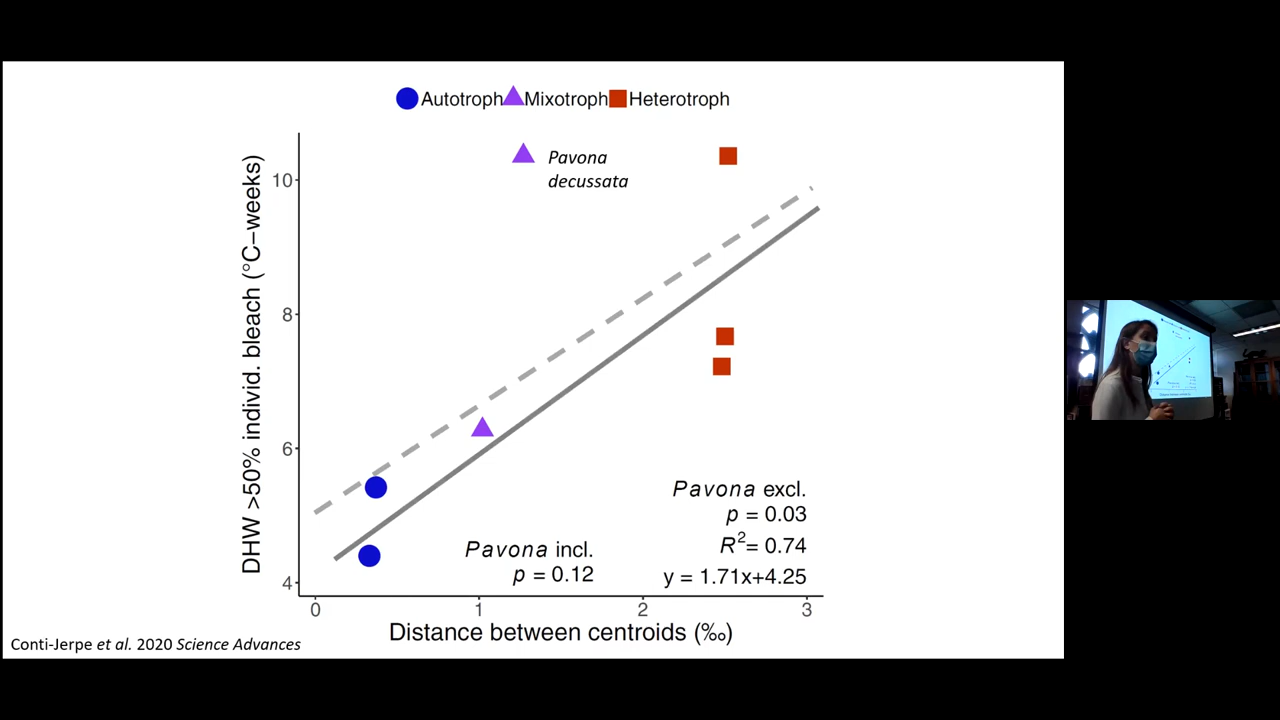 Autotroph Mixotroph Heterotroph
Pavona
decussata
DHW >50% individ. bleach (°C–weeks)
10
8
6
4
Pavona excl.
p = 0.03
R²= 0.74
y = 1.71x+4.25
Pavona incl.
p = 0.12
0 1 2 3
Distance between centroids (‰)
Conti-Jerpe et al. 2020 Science Advances